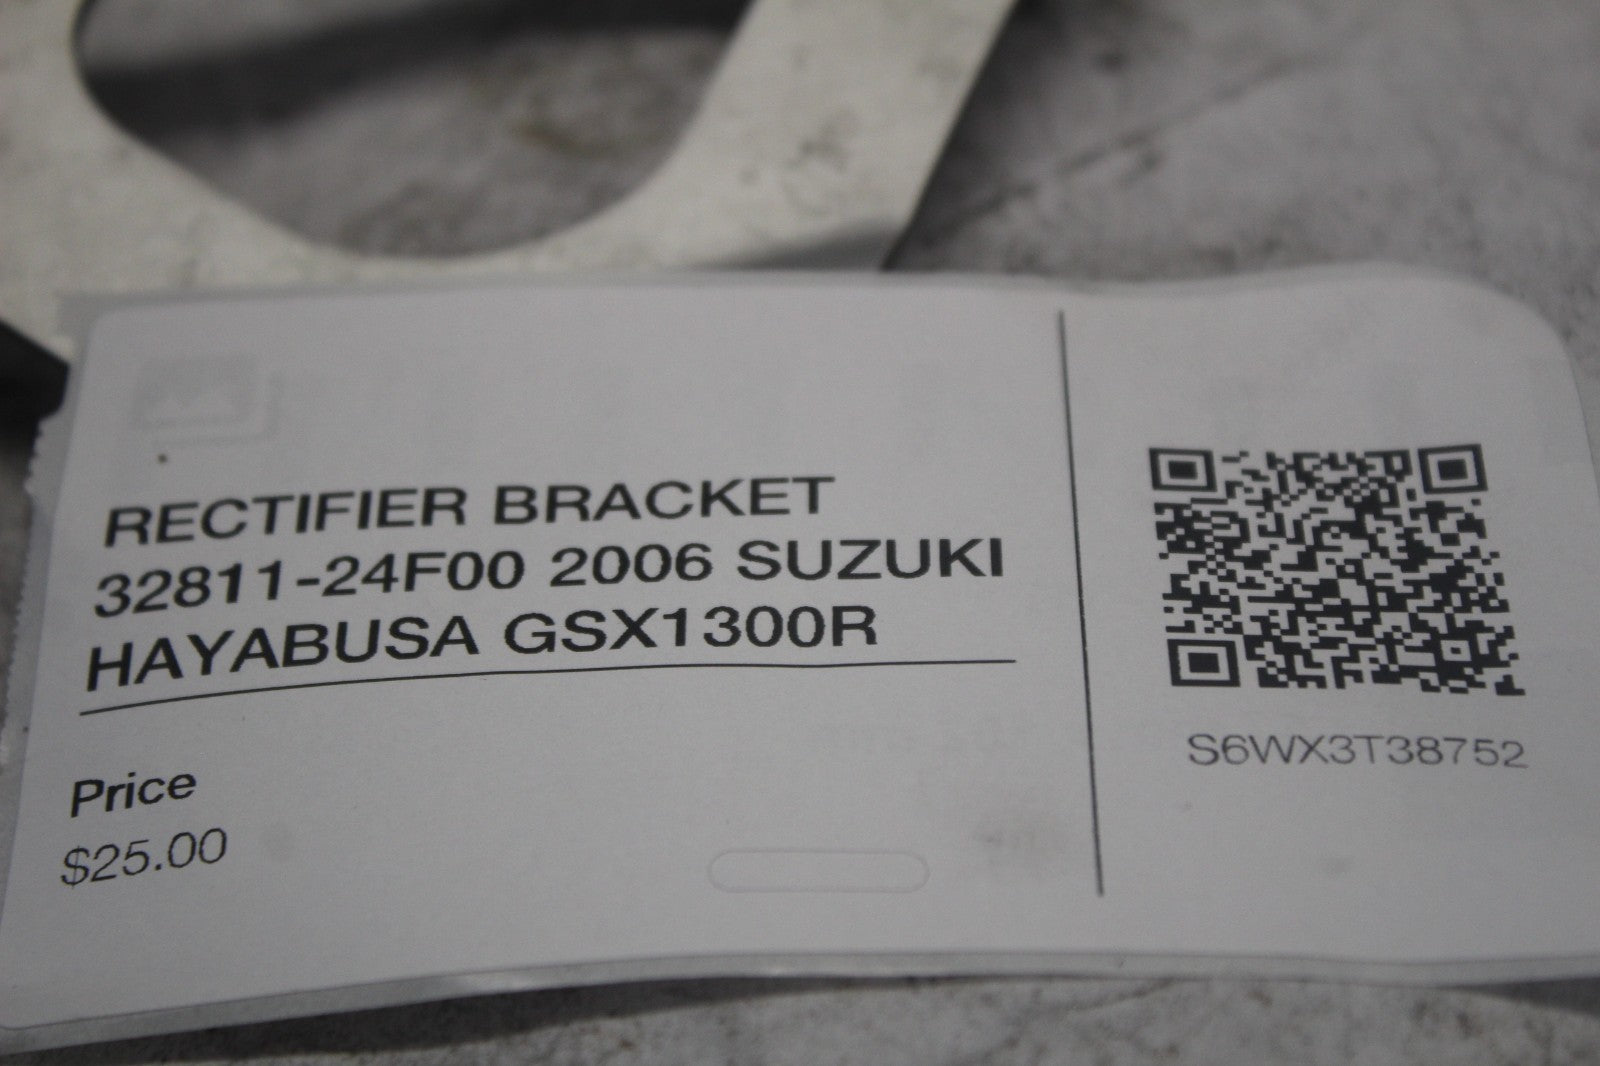 RECTIFIER BRACKET
32811-24F00 2006 SUZUKI
HAYABUSA GSX1300R
Price
$25.00
S6WX3T38752